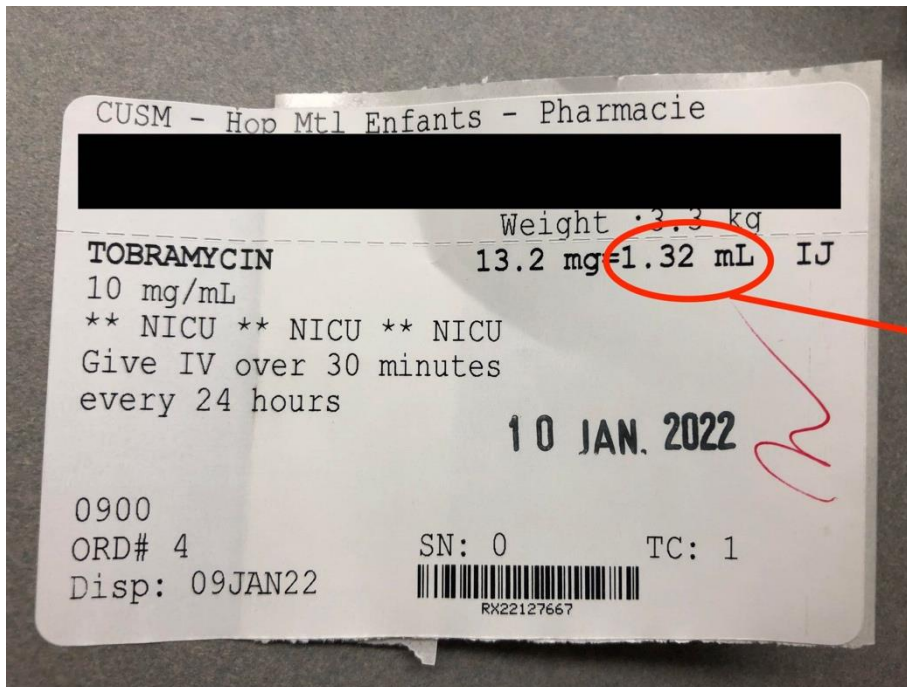 CUSM - Hop Mtl Enfants - Pharmacie
Weight :3.3 kg
TOBRAMYCIN 13.2 mg=1.32 mL IJ
10 mg/mL
** NICU ** NICU ** NICU
Give IV over 30 minutes
every 24 hours
10 JAN. 2022
0900
ORD# 4 SN: 0 TC: 1
Disp: 09JAN22
RX22127667